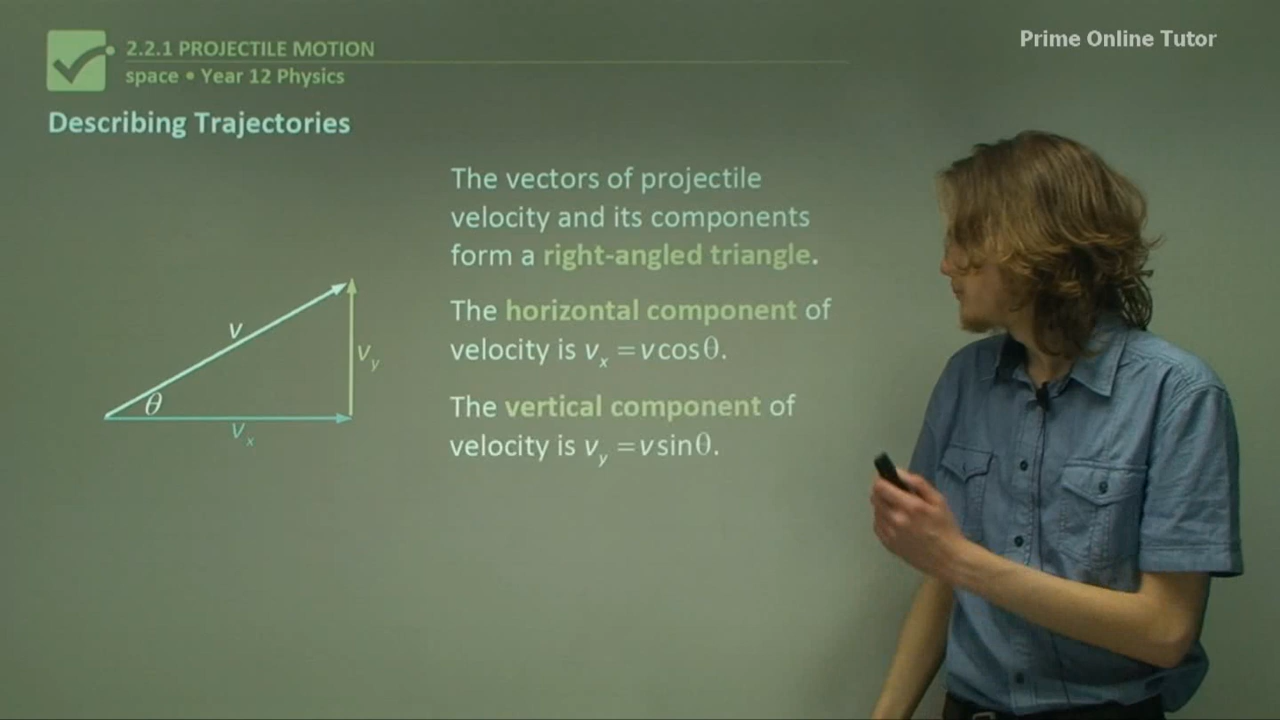 2.2.1 PROJECTILE MOTION
space • Year 12 Physics
Prime Online Tutor
Describing Trajectories
The vectors of projectile
velocity and its components
form a right-angled triangle.
The horizontal component of
velocity is vₓ = v cosθ.
The vertical component of
velocity is v_y = v sinθ.
v
v_y
θ
vₓ